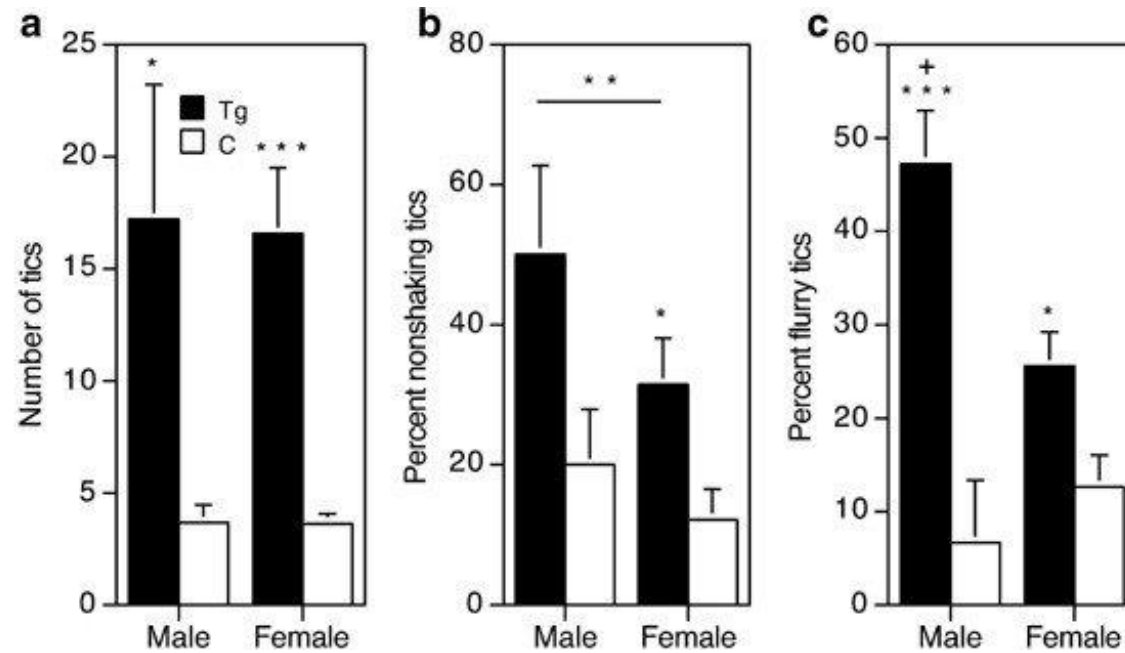 a
25
20
15
10
5
0
Number of tics
*
Tg
C
* * *
Male
Female
b
80
60
40
20
0
Percent nonshaking tics
* *
*
Male
Female
c
60
50
40
30
20
10
0
Percent flurry tics
+
* * *
*
Male
Female